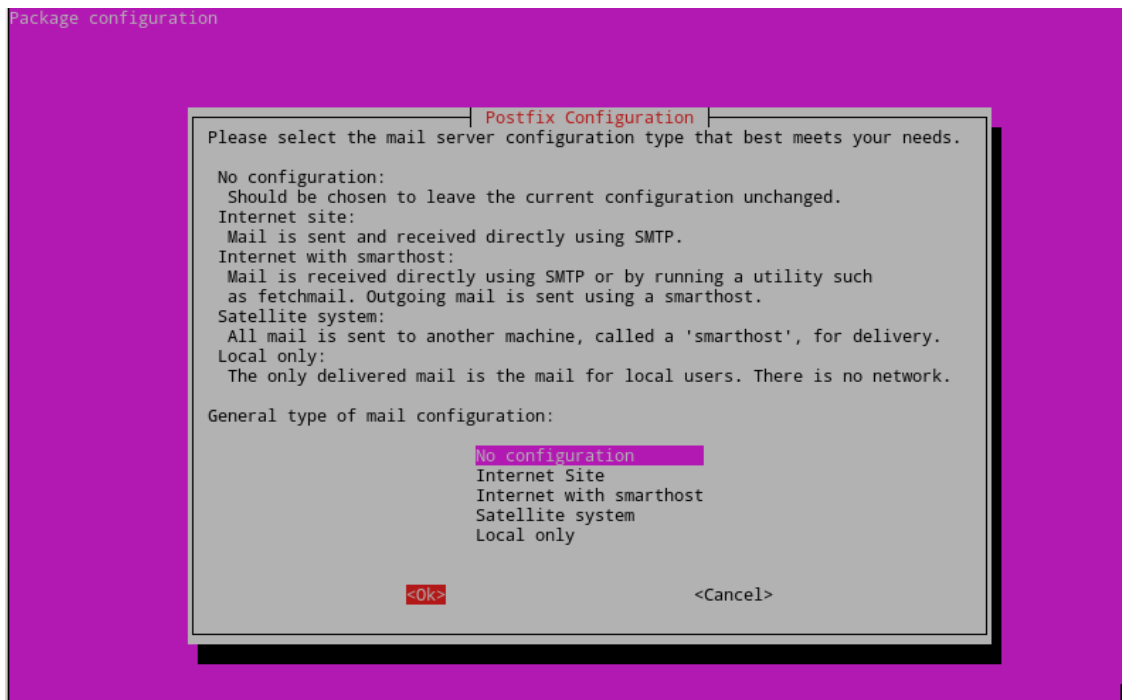 Package configuration
Postfix Configuration
Please select the mail server configuration type that best meets your needs.
No configuration:
Should be chosen to leave the current configuration unchanged.
Internet site:
Mail is sent and received directly using SMTP.
Internet with smarthost:
Mail is received directly using SMTP or by running a utility such
as fetchmail. Outgoing mail is sent using a smarthost.
Satellite system:
All mail is sent to another machine, called a 'smarthost', for delivery.
Local only:
The only delivered mail is the mail for local users. There is no network.
General type of mail configuration:
No configuration
Internet Site
Internet with smarthost
Satellite system
Local only
<Ok> <Cancel>